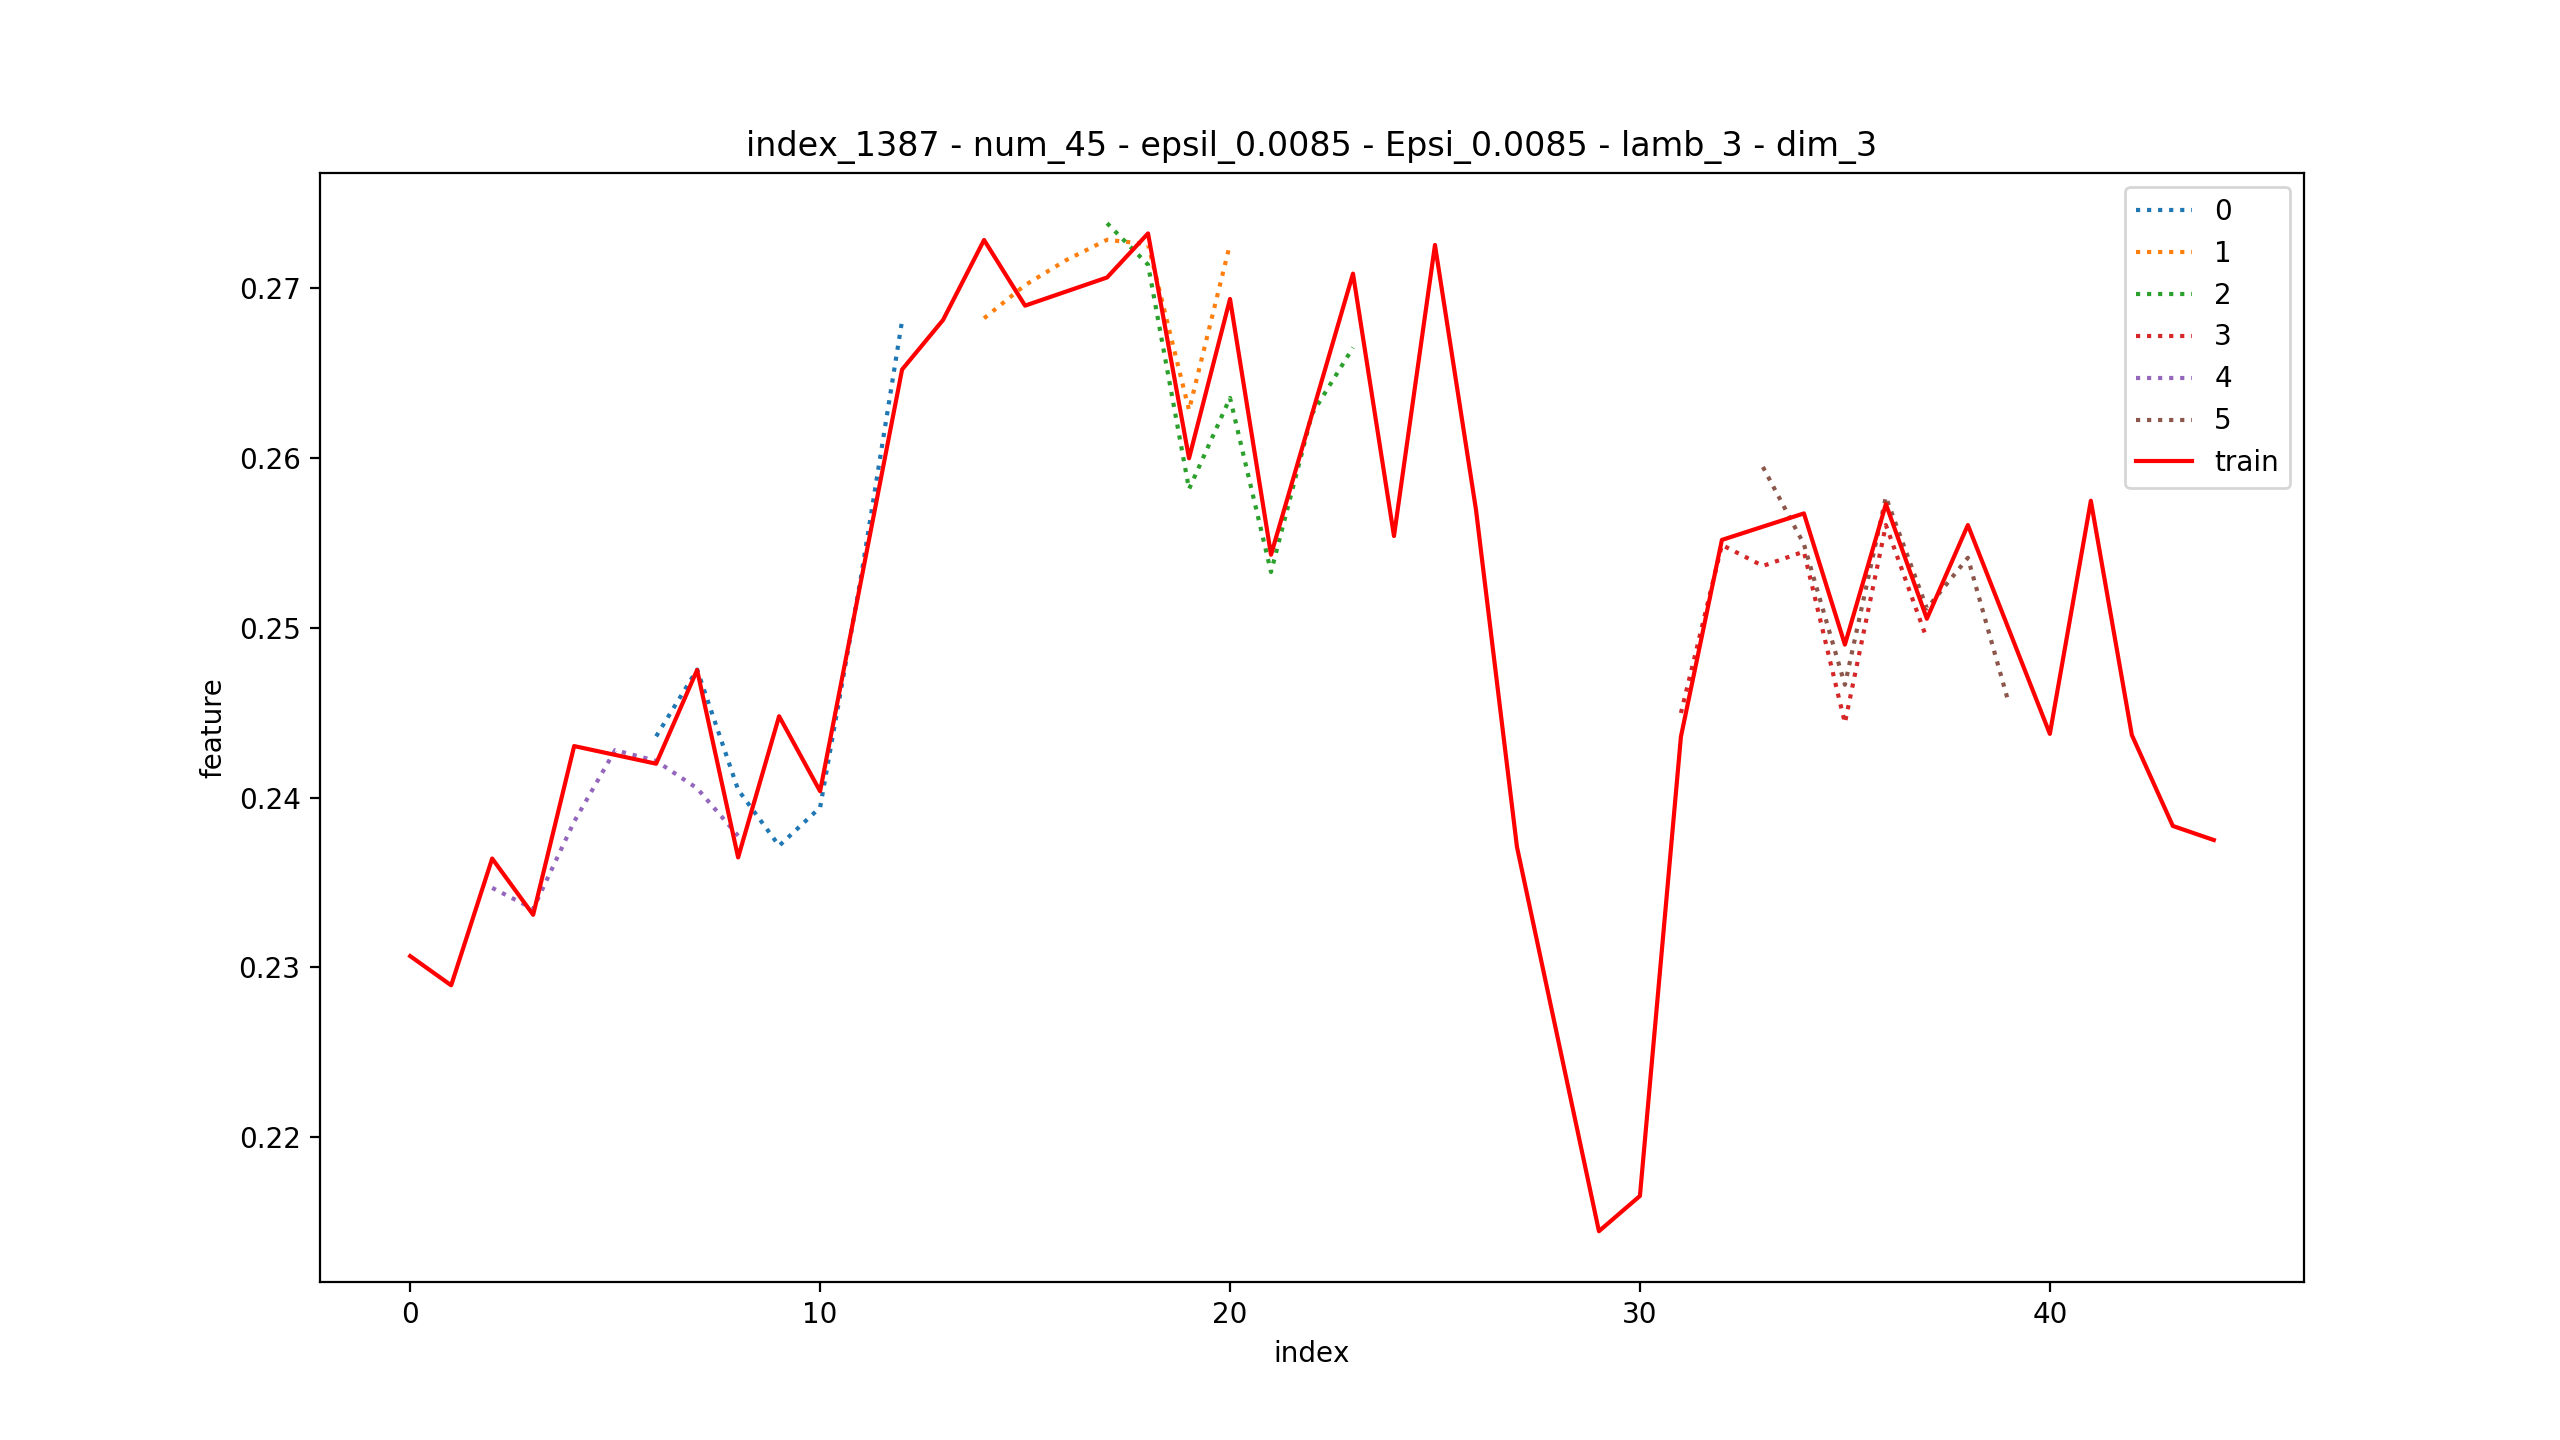 index_1387 - num_45 - epsil_0.0085 - Epsi_0.0085 - lamb_3 - dim_3
0
1
2
3
4
5
train
0.27
0.26
0.25
0.24
0.23
0.22
feature
0 10 20 30 40
index